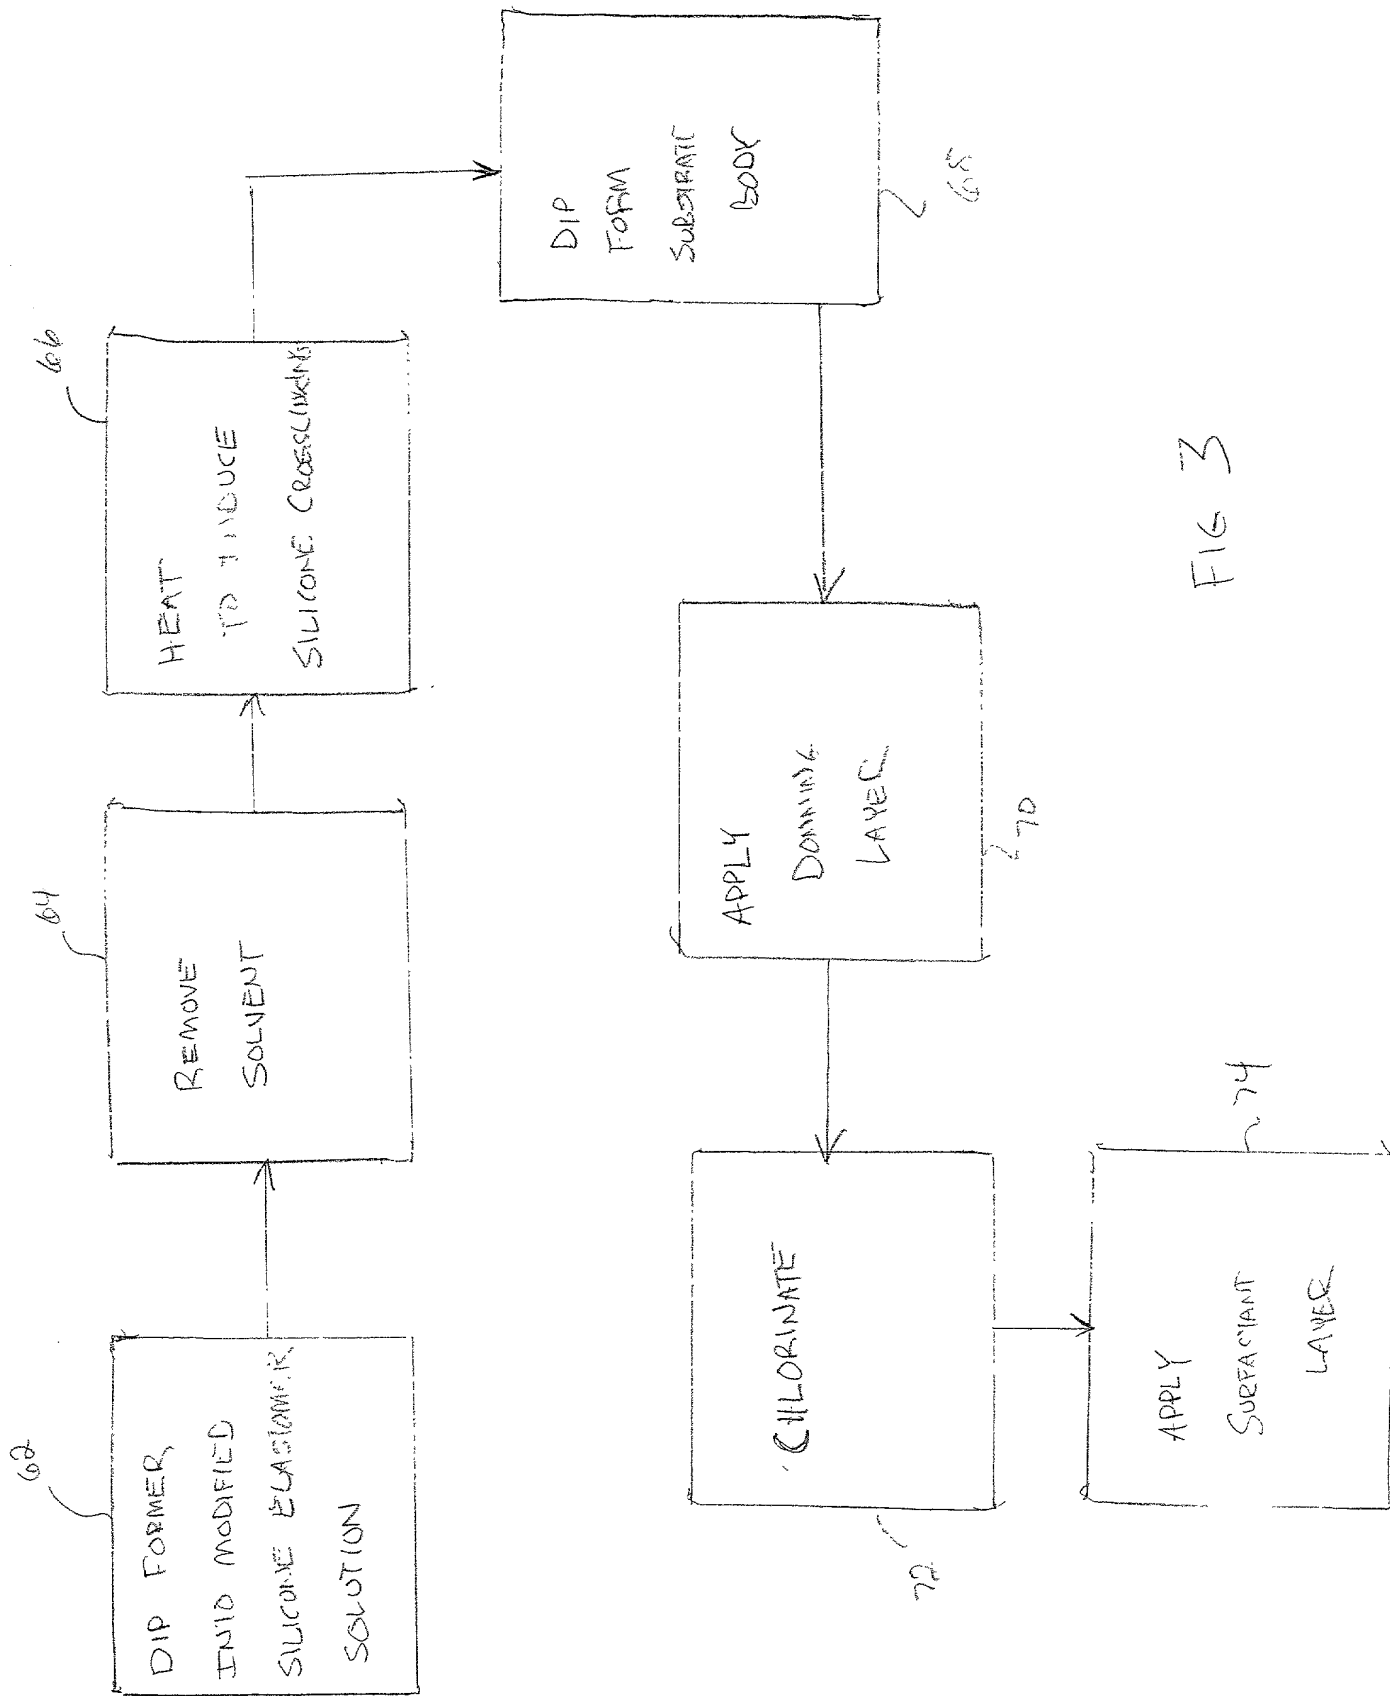 62
DIP FORMER
INTO MODIFIED
SILICONE ELASTOMER
SOLUTION
64
REMOVE
SOLVENT
66
HEAT
TO INDUCE
SILICONE CROSSLINKING
DIP
FORM
SUBSTRATE
BODY
68
APPLY
DONNING
LAYER
70
CHLORINATE
72
APPLY
SURFACTANT
LAYER
74
FIG 3